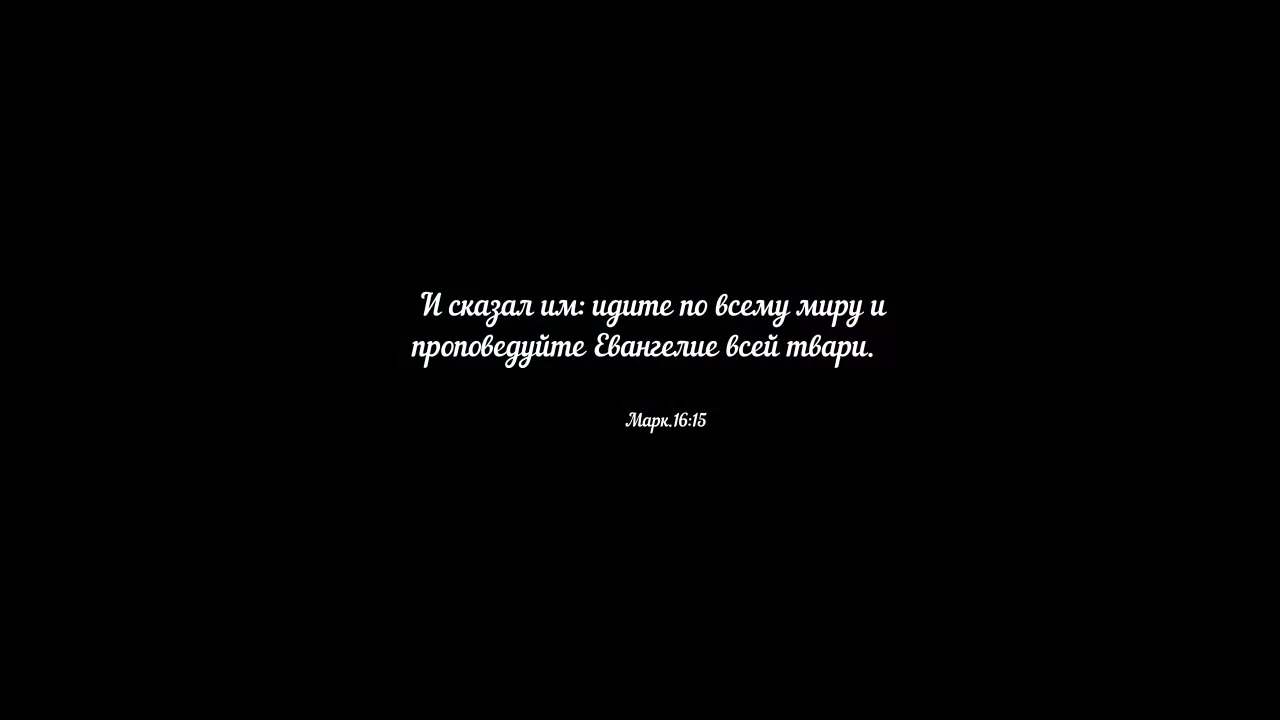 И сказал им: идите по всему миру и
проповедуйте Евангелие всей твари.
Марк.16:15